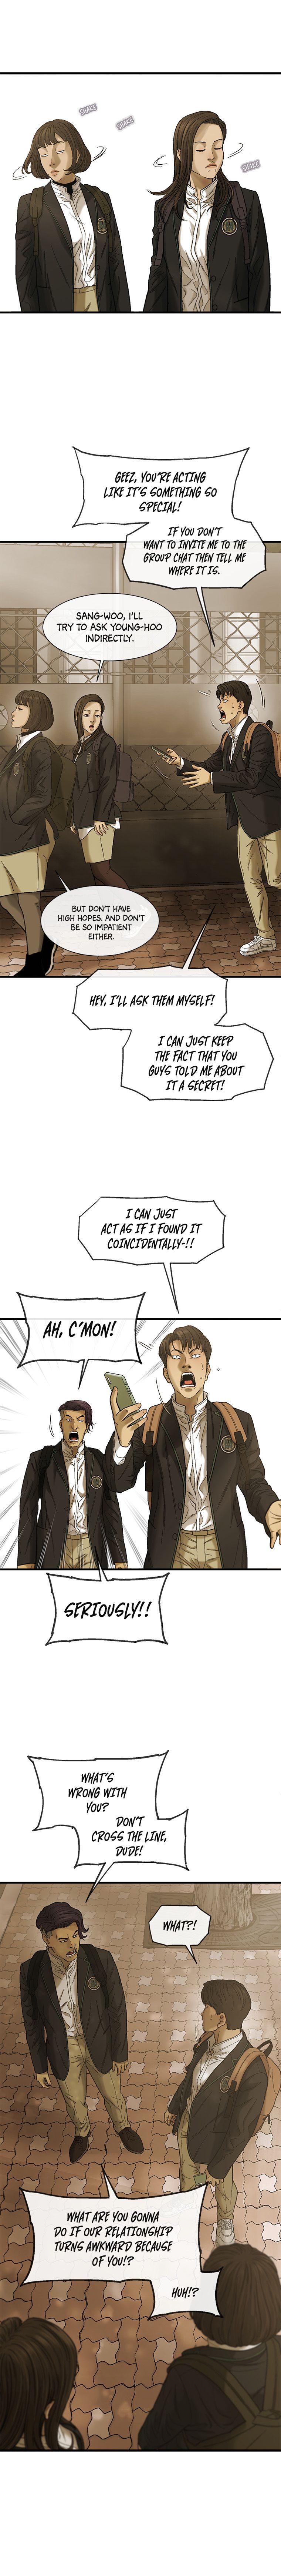 SHAKE
SHAKE
SHAKE
GEEZ, YOU'RE ACTING
LIKE IT'S SOMETHING SO
SPECIAL!
IF YOU DON'T
WANT TO INVITE ME TO THE
GROUP CHAT THEN TELL ME
WHERE IT IS.
SANG-WOO, I'LL
TRY TO ASK YOUNG-HOO
INDIRECTLY.
BUT DON'T HAVE
HIGH HOPES. AND DON'T
BE SO IMPATIENT
EITHER.
HEY, I'LL ASK THEM MYSELF!
I CAN JUST KEEP
THE FACT THAT YOU
GUYS TOLD ME ABOUT
IT A SECRET!
I CAN JUST
ACT AS IF I FOUND IT
COINCIDENTALLY-!!
AH, C'MON!
SERIOUSLY!!
WHAT'S
WRONG WITH
YOU?
DON'T
CROSS THE LINE,
DUDE!
WHAT?!
WHAT ARE YOU GONNA
DO IF OUR RELATIONSHIP
TURNS AWKWARD BECAUSE
OF YOU!?
HUH!?